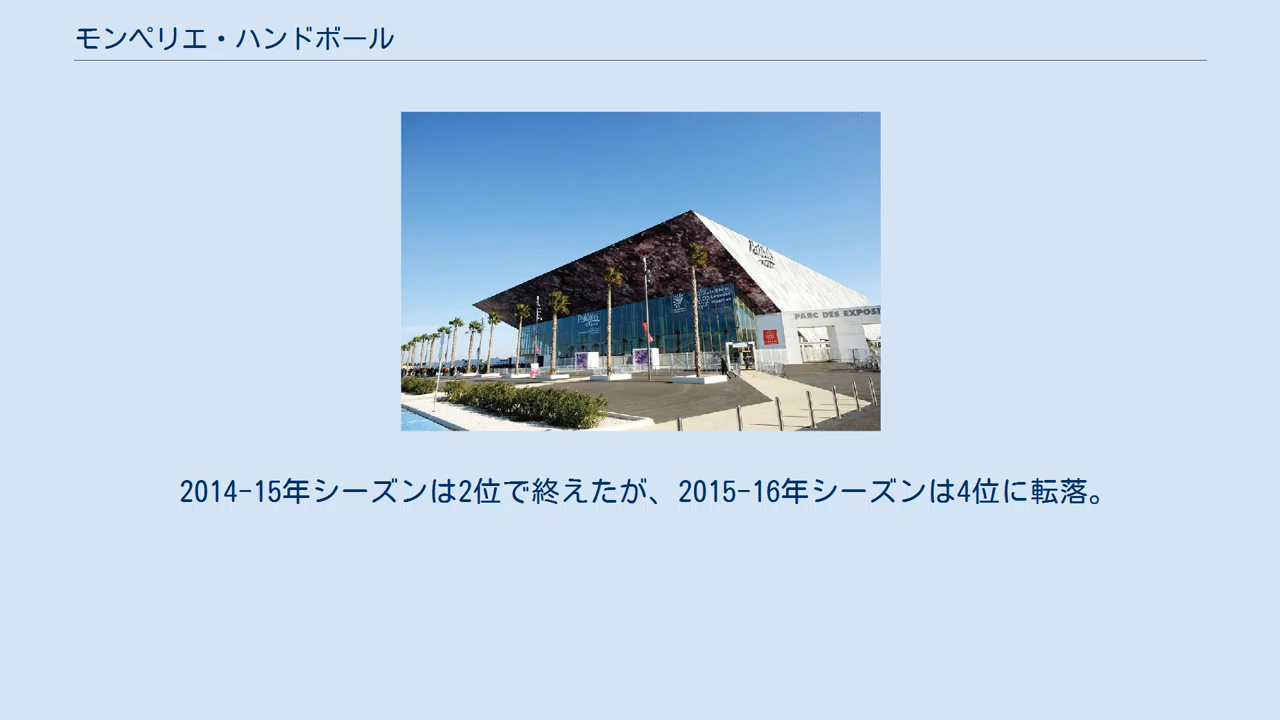 モンペリエ・ハンドボール
PARC DES EXPOSI
2014-15年シーズンは2位で終えたが、2015-16年シーズンは4位に転落。